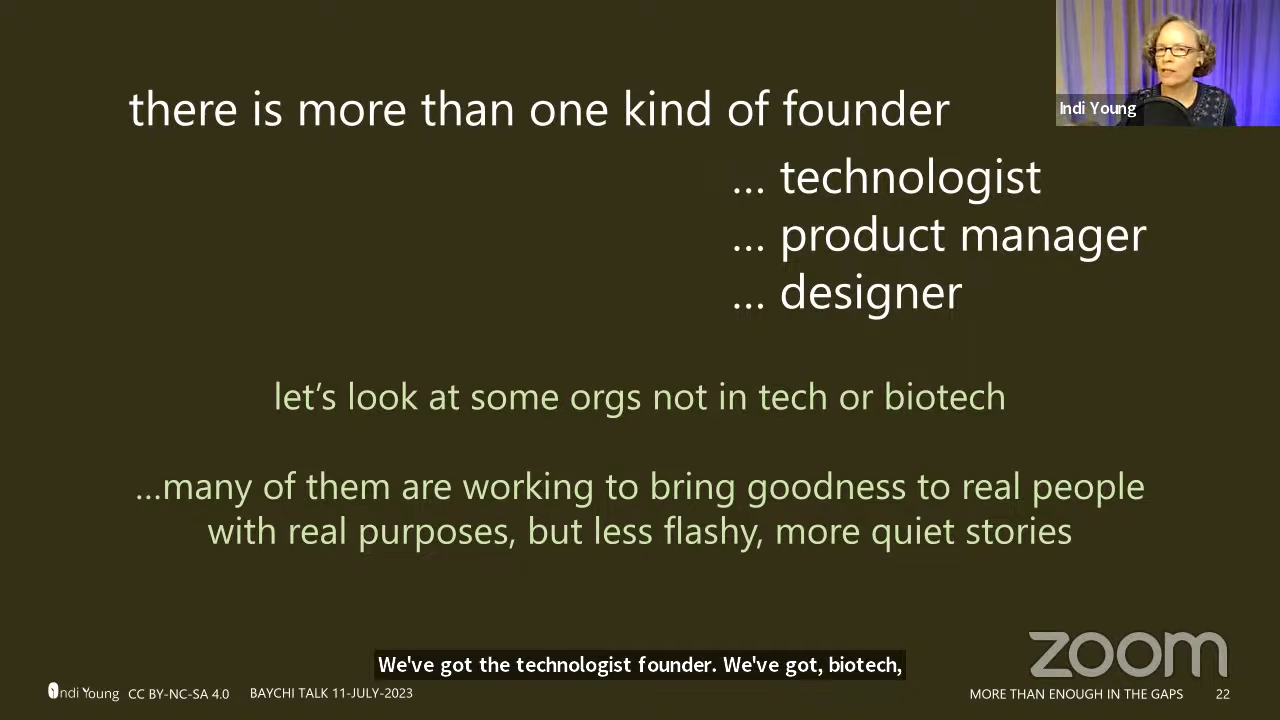 there is more than one kind of founder
Indi Young
... technologist
... product manager
... designer
let's look at some orgs not in tech or biotech
...many of them are working to bring goodness to real people
with real purposes, but less flashy, more quiet stories
zoom
We've got the technologist founder. We've got, biotech,
Indi Young CC BY-NC-SA 4.0 BAYCHI TALK 11-JULY-2023 MORE THAN ENOUGH IN THE GAPS 22